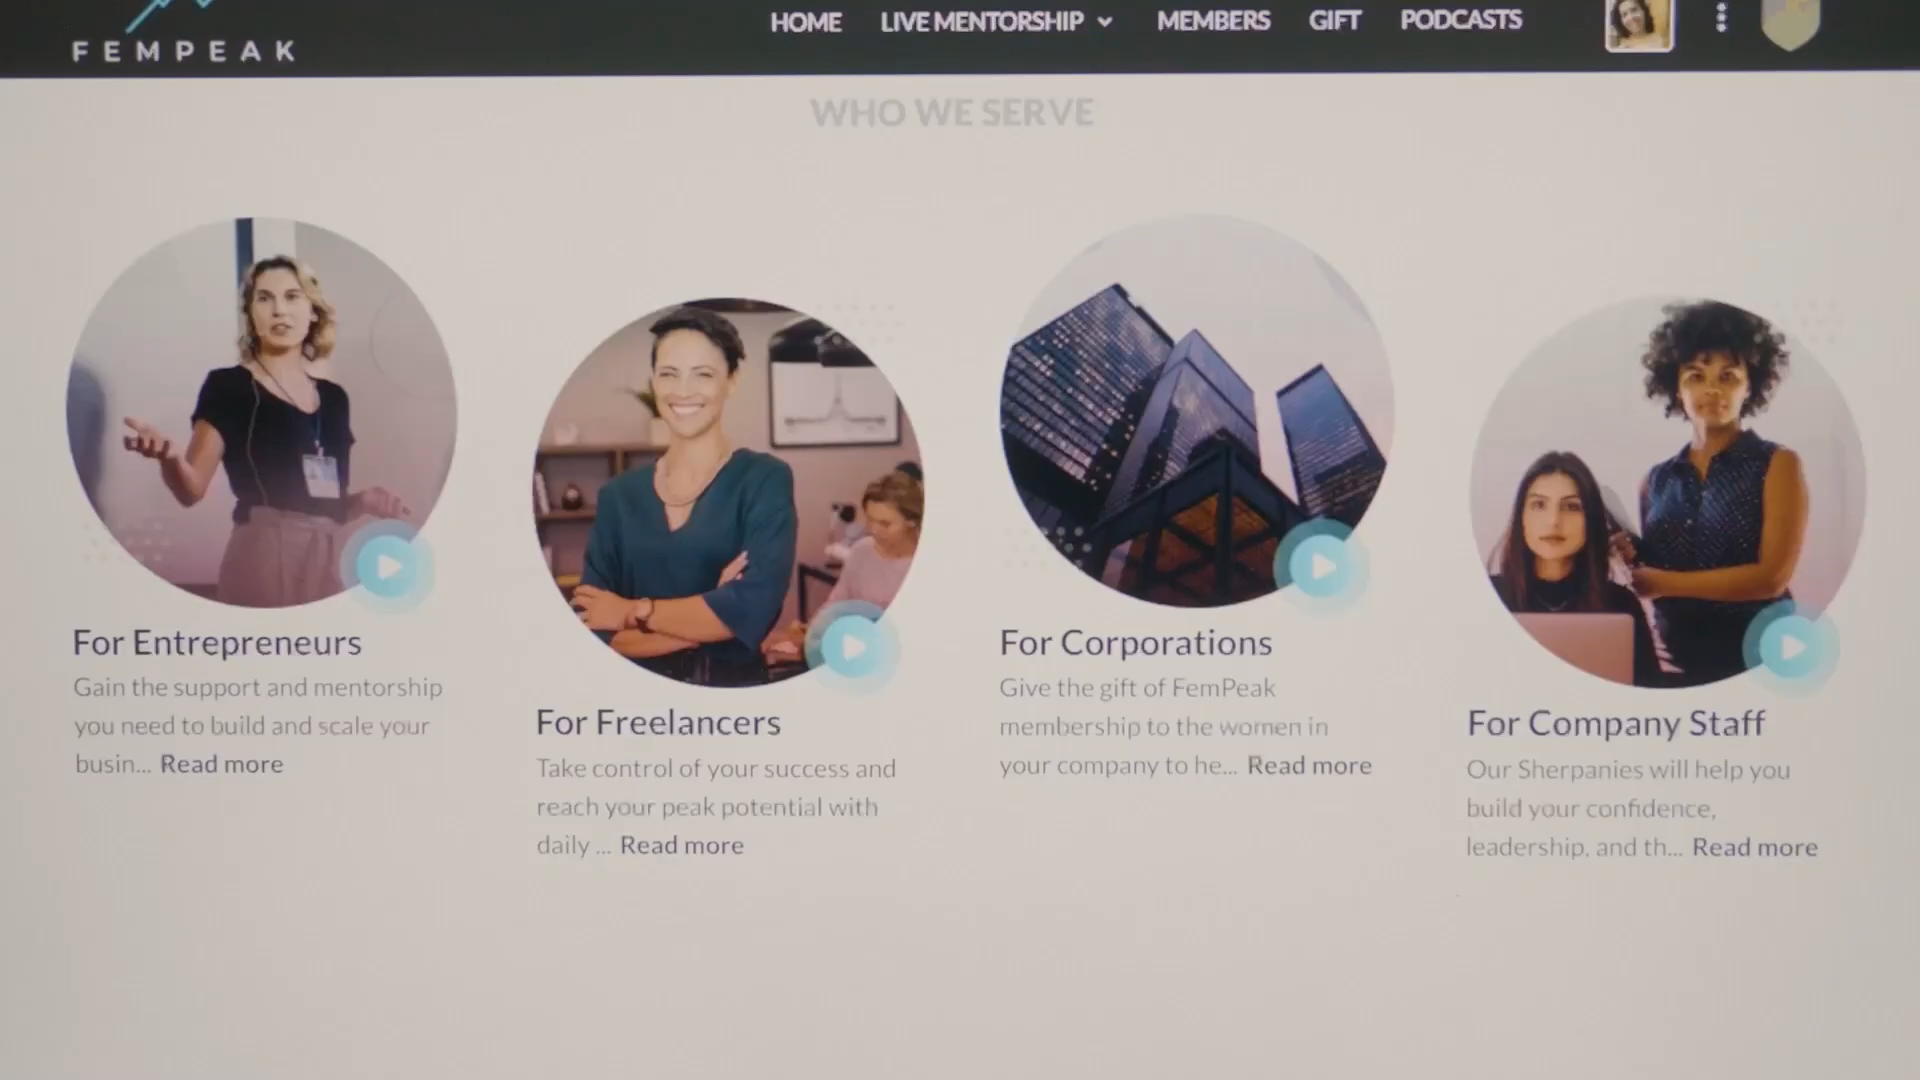 FEMPEAK
HOME LIVE MENTORSHIP MEMBERS GIFT PODCASTS
WHO WE SERVE
For Entrepreneurs
Gain the support and mentorship
you need to build and scale your
busin... Read more
For Freelancers
Take control of your success and
reach your peak potential with
daily ... Read more
For Corporations
Give the gift of FemPeak
membership to the women in
your company to he... Read more
For Company Staff
Our Sherpanies will help you
build your confidence,
leadership, and th... Read more